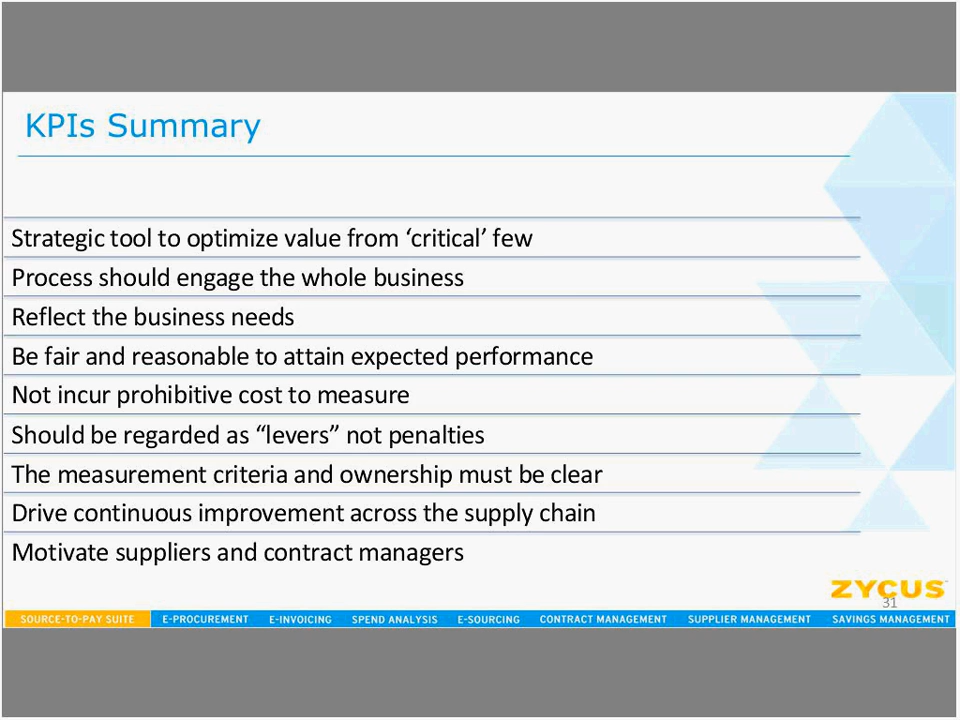 KPIs Summary
Strategic tool to optimize value from ‘critical’ few
Process should engage the whole business
Reflect the business needs
Be fair and reasonable to attain expected performance
Not incur prohibitive cost to measure
Should be regarded as “levers” not penalties
The measurement criteria and ownership must be clear
Drive continuous improvement across the supply chain
Motivate suppliers and contract managers
ZYCUS
31
SOURCE-TO-PAY SUITE E-PROCUREMENT E-INVOICING SPEND ANALYSIS E-SOURCING CONTRACT MANAGEMENT SUPPLIER MANAGEMENT SAVINGS MANAGEMENT